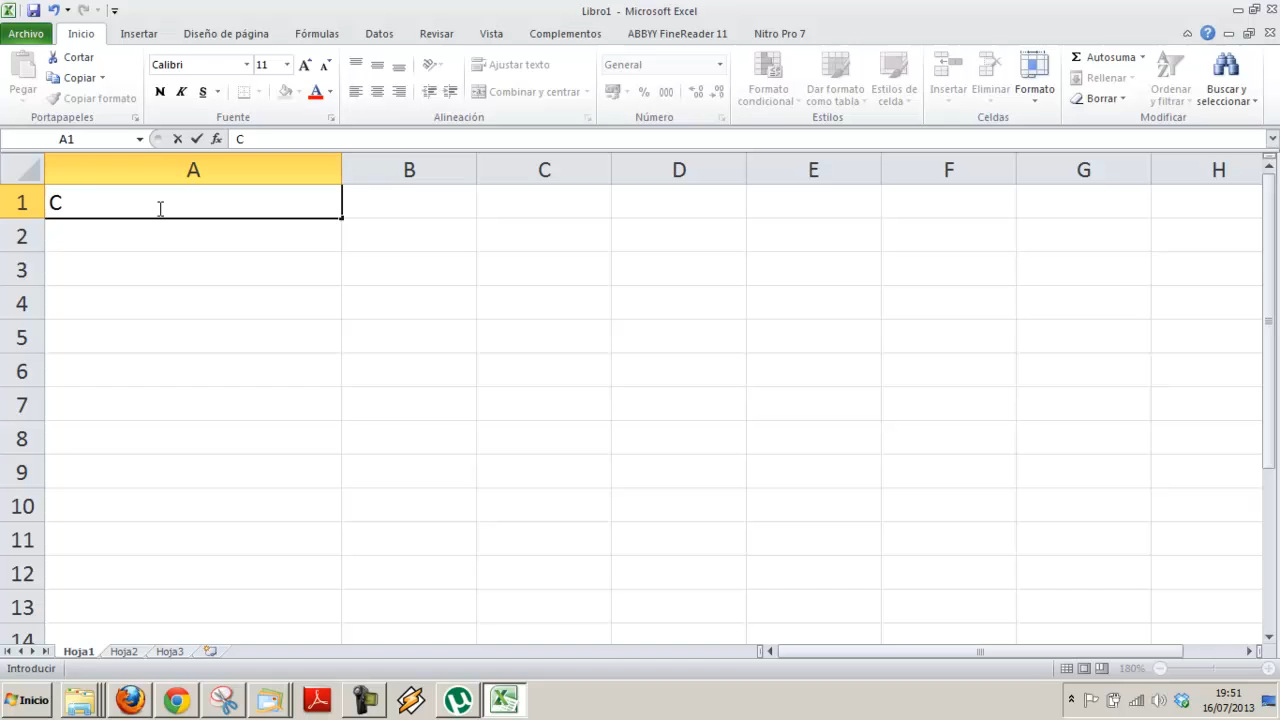 Libro1 - Microsoft Excel
Archivo Inicio Insertar Diseño de página Fórmulas Datos Revisar Vista Complementos ABBYY FineReader 11 Nitro Pro 7
Pegar
Cortar
Copiar
Copiar formato
Portapapeles
Calibri 11
N K S
Fuente
Ajustar texto
Combinar y centrar
Alineación
General
% 000
Número
Formato condicional
Dar formato como tabla
Estilos de celda
Estilos
Insertar Eliminar Formato
Celdas
Σ Autosuma
Rellenar
Borrar
Ordenar y filtrar
Buscar y seleccionar
Modificar
A1 fx C
A B C D E F G H
1 C
2
3
4
5
6
7
8
9
10
11
12
13
14
Hoja1 Hoja2 Hoja3
Introducir 180%
Inicio
19:51
16/07/2013